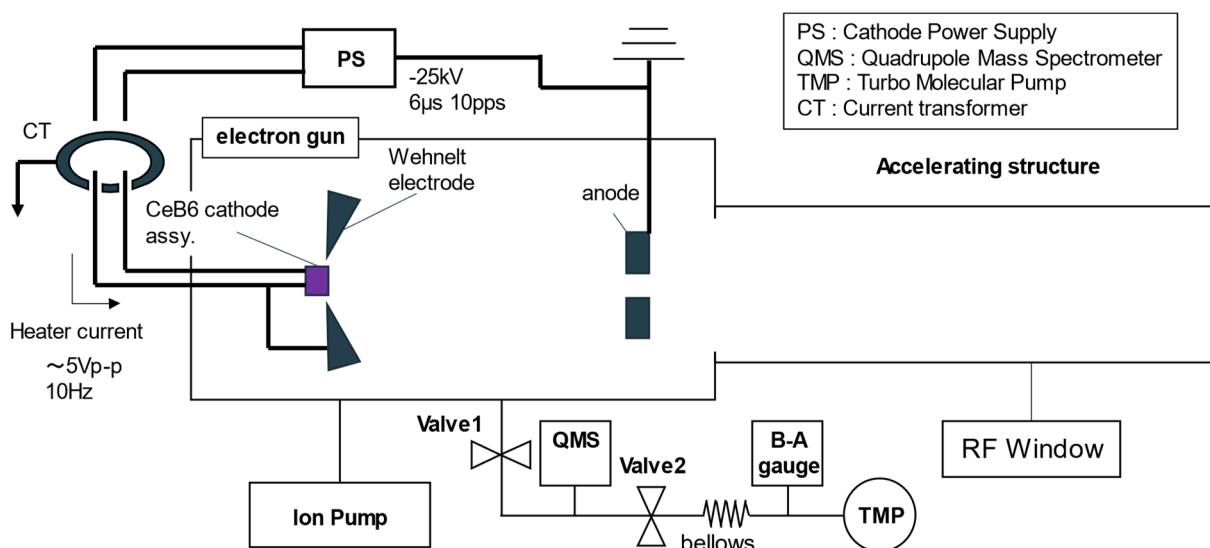 PS : Cathode Power Supply
QMS : Quadrupole Mass Spectrometer
TMP : Turbo Molecular Pump
CT : Current transformer
PS
-25kV
6μs 10pps
CT
electron gun
Wehnelt
electrode
Accelerating structure
anode
CeB6 cathode
assy.
Heater current
～5Vp-p
10Hz
Valve1
QMS
Valve2
B-A
gauge
RF Window
Ion Pump
TMP
bellows